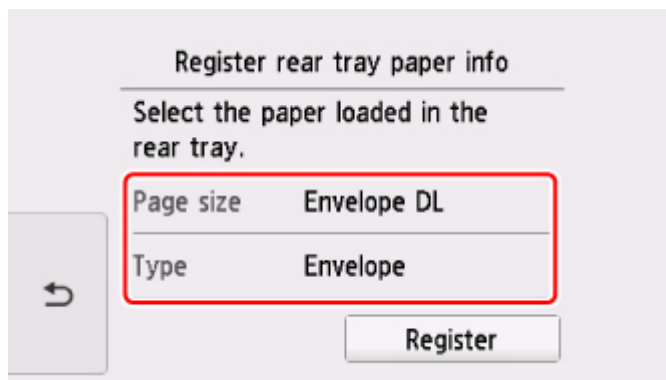 Register rear tray paper info
Select the paper loaded in the
rear tray.
Page size Envelope DL
Type Envelope
Register